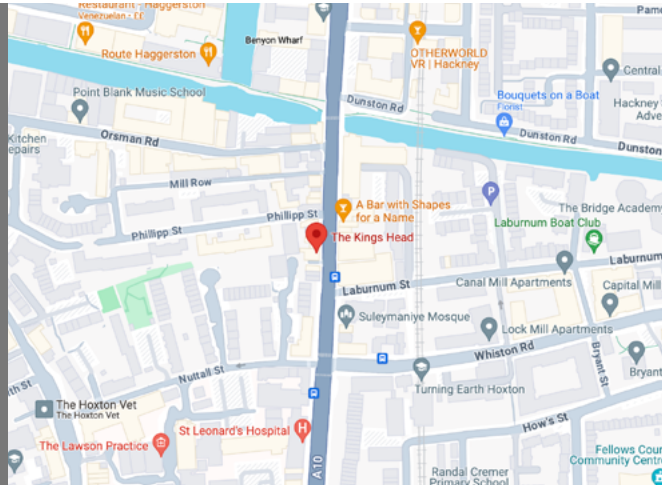 Restaurant - Haggerston
Benyon Wharf
Route Haggerston
OTHERWORLD
VR | Hackney
Central
Point Blank Music School
Dunston Rd
Bouquets on a Boat
Florist
Hackney
Adve
Kitchen
epairs
Orsman Rd
Dunston Rd
Dunston
Mill Row
P
Phillipp St
A Bar with Shapes
for a Name
The Bridge Academy
Phillipp St
The Kings Head
Laburnum Boat Club
Laburnum
Laburnum St
Canal Mill Apartments
Capital Mill
Suleymaniye Mosque
Lock Mill Apartments
Whiston Rd
Bryant St
Bryant
Nuttall St
th St
Turning Earth Hoxton
The Hoxton Vet
The Hoxton Vet
How's St
St Leonard's Hospital
H
The Lawson Practice
A10
Fellows Cour
Community Centr
Randal Cremer
Primary School